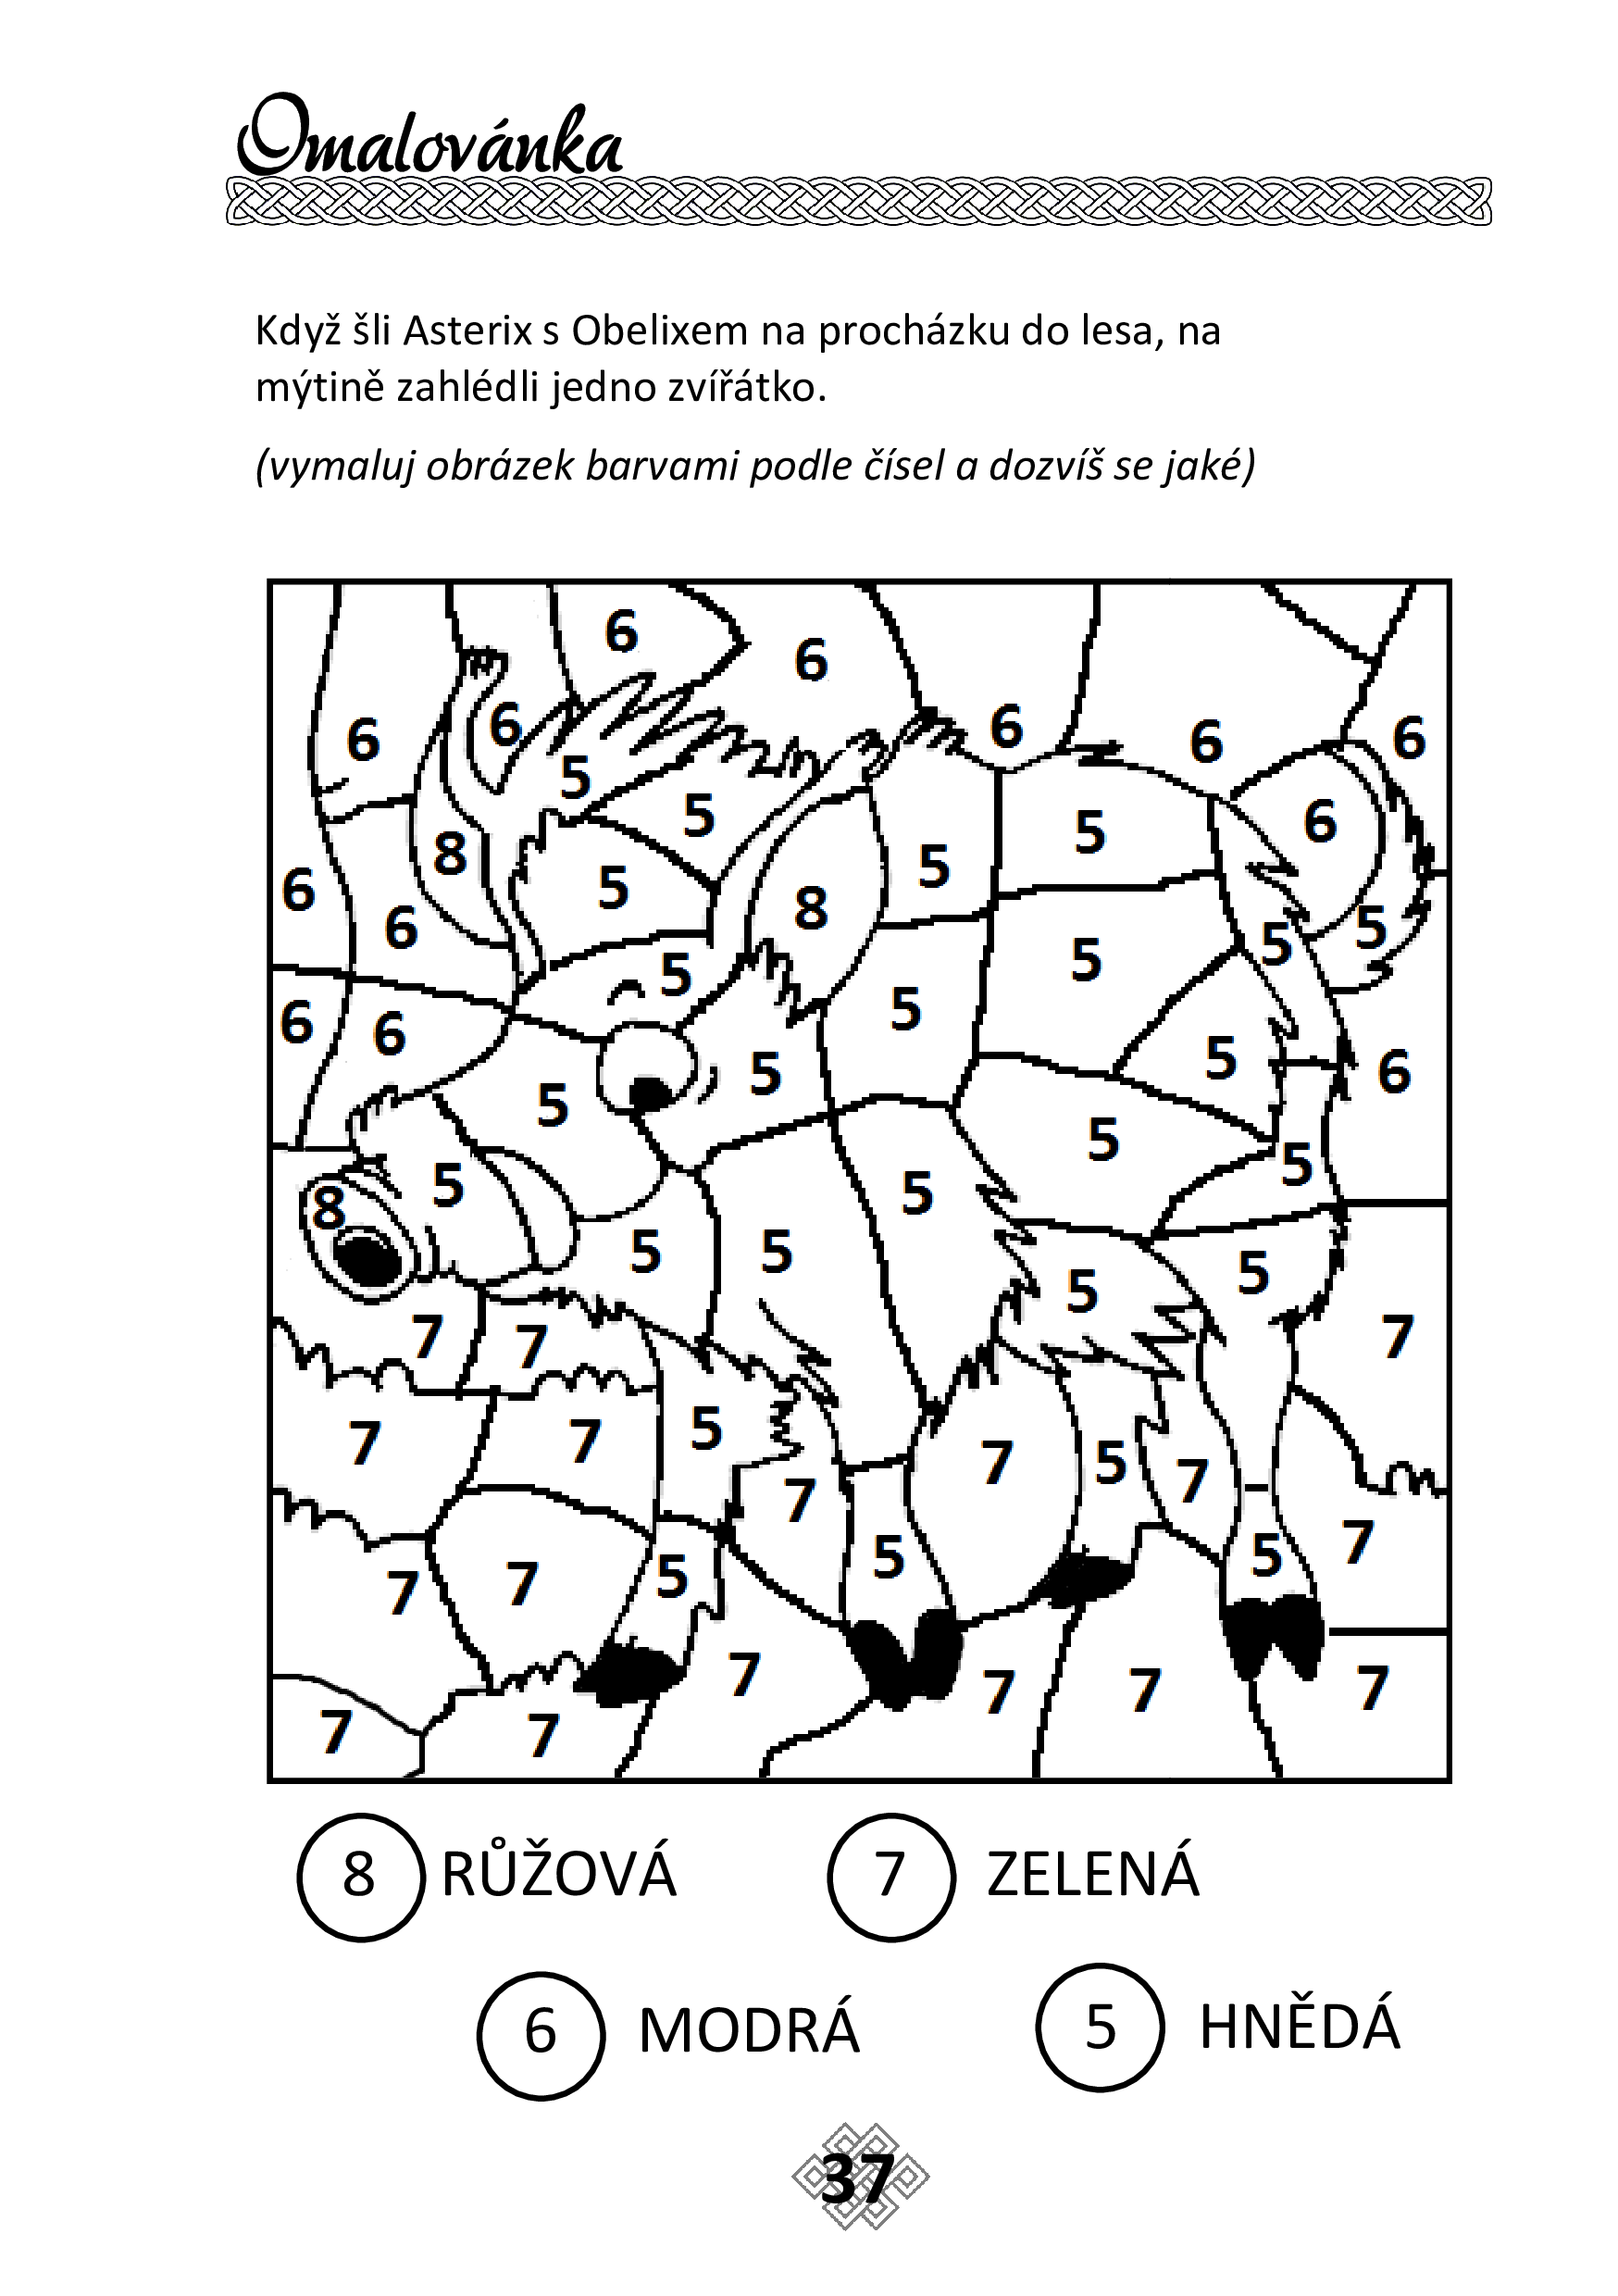 Omalovánka
Když šli Asterix s Obelixem na procházku do lesa, na
mýtině zahlédli jedno zvířátko.
(vymaluj obrázek barvami podle čísel a dozvíš se jaké)
6
6
6 6 6 6 6
5
5 5 6
8 5 5
6 5 8
6 5 5 5
5 5
6 6 5
5 5 5 6
5
5 5 5
8 5 5 5 5
7 7 7
7 7 5 7 5
7 7
7 7 5 5 5 7
7 7 7 7
7 7
8 RŮŽOVÁ 7 ZELENÁ
6 MODRÁ 5 HNĚDÁ
37